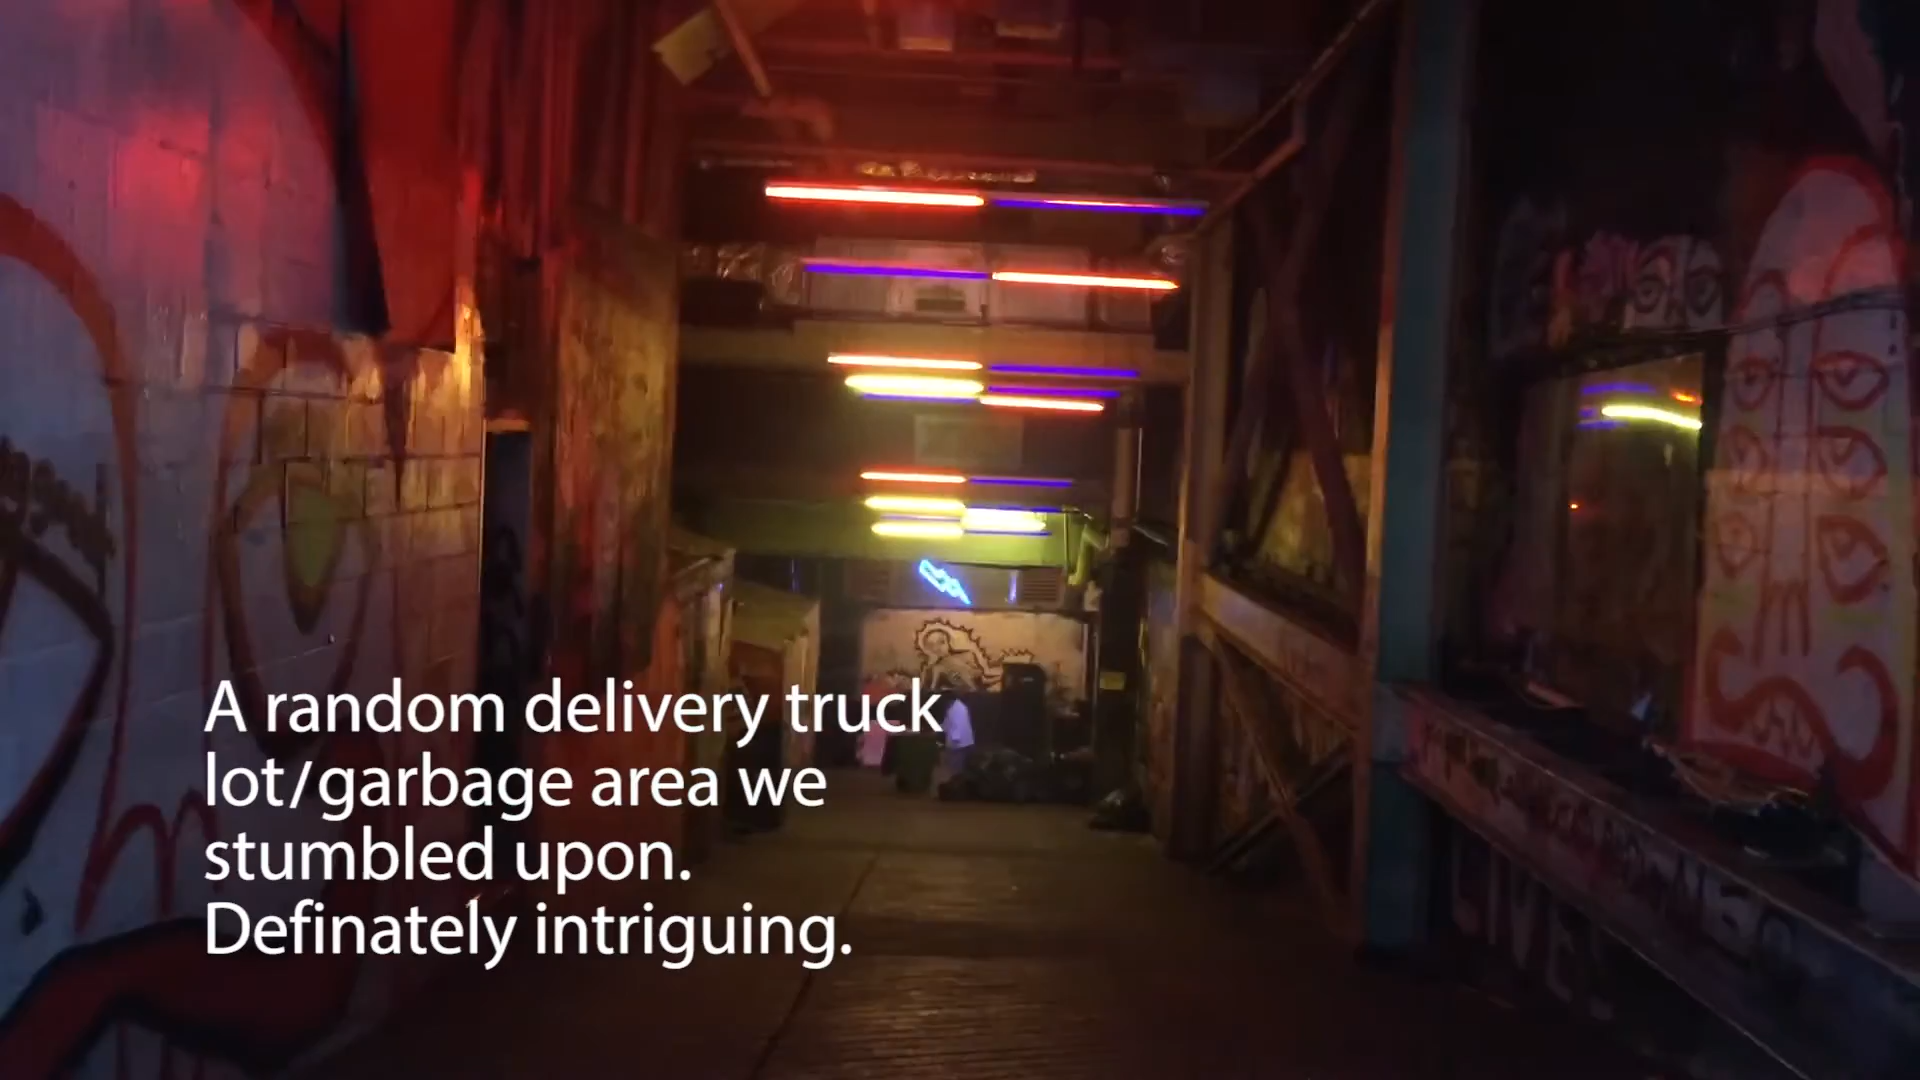 A random delivery truck
lot/garbage area we
stumbled upon.
Definately intriguing.